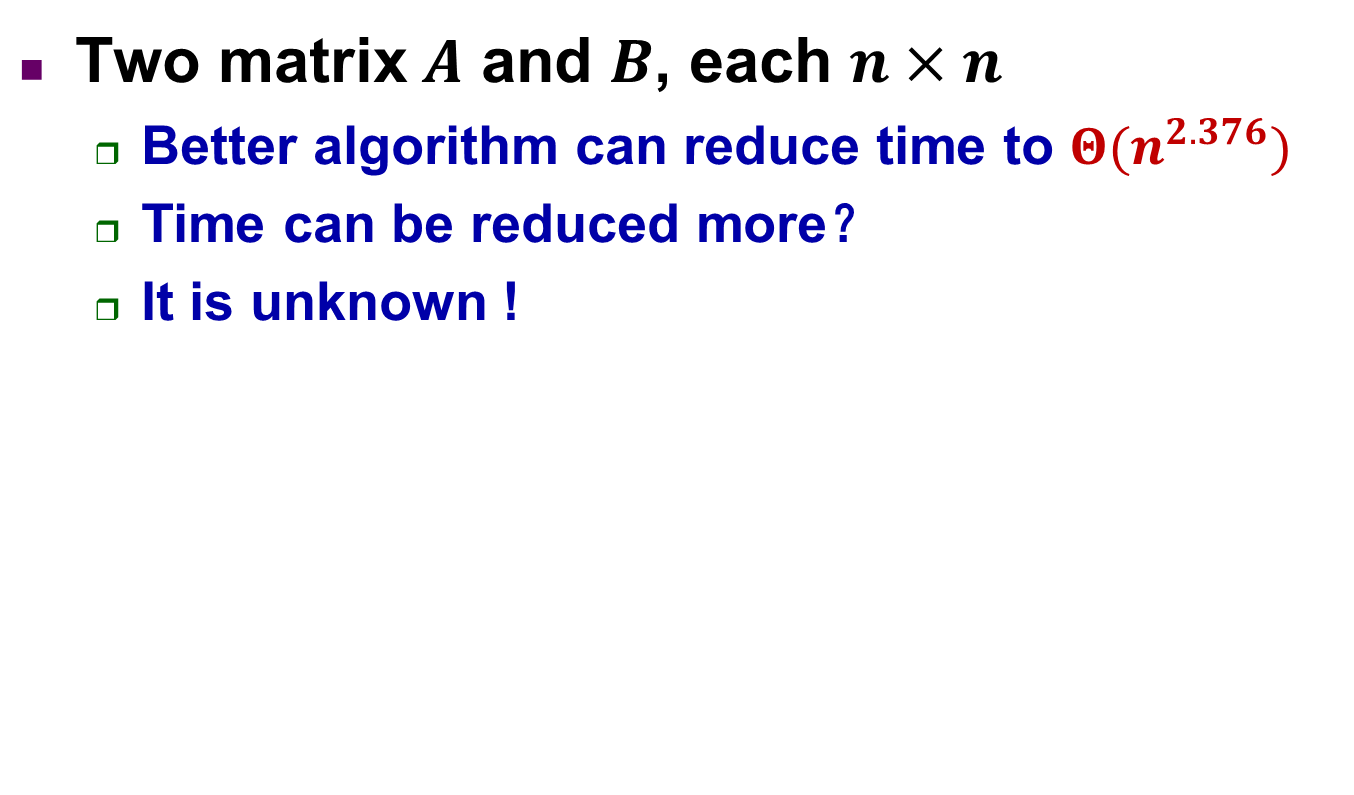 Two matrix A and B, each n × n
Better algorithm can reduce time to Θ(n^2.376)
Time can be reduced more?
It is unknown !